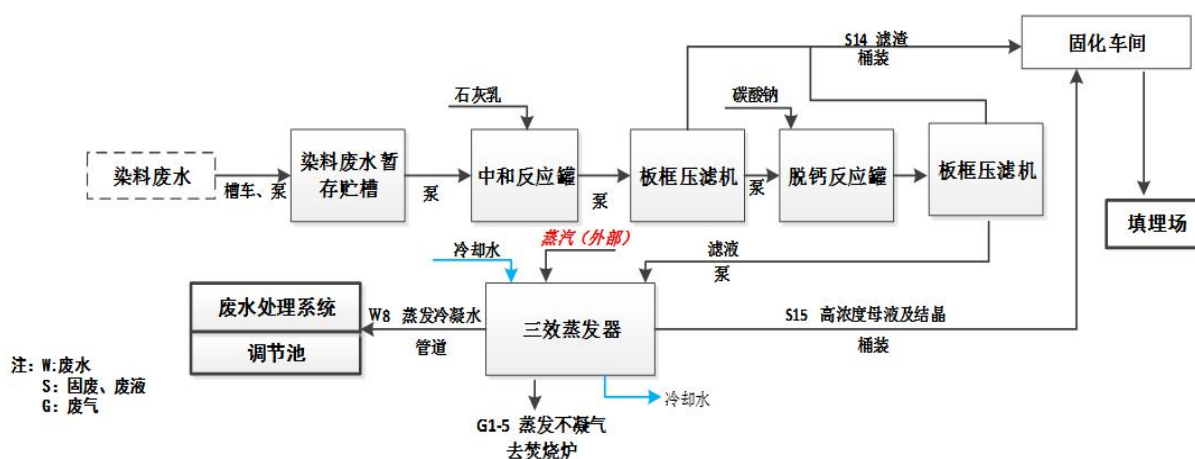 S14 滤渣
桶装
固化车间
石灰乳
碳酸钠
染料废水
槽车、泵
染料废水暂
存贮槽
泵
中和反应罐
泵
板框压滤机
泵
脱钙反应罐
板框压滤机
填埋场
蒸汽（外部）
冷却水
滤液
泵
废水处理系统
调节池
W8 蒸发冷凝水
管道
三效蒸发器
S15 高浓度母液及结晶
桶装
注：W:废水
S：固废、废液
G：废气
冷却水
G1-5 蒸发不凝气
去焚烧炉